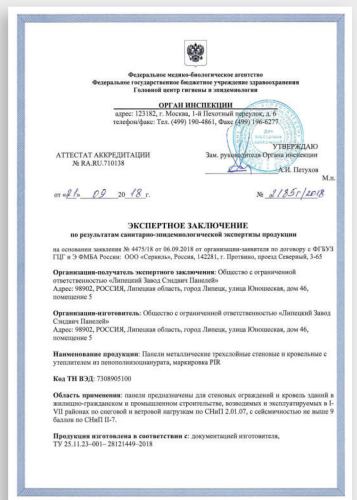 Федеральное медико-биологическое агентство
Федеральное государственное бюджетное учреждение здравоохранения
Головной центр гигиены и эпидемиологии
ОРГАН ИНСПЕКЦИИ
адрес: 123182, г. Москва, 1-й Пехотный переулок, д. 6
телефон/факс: Тел. (499) 190-4861, Факс (499) 196-6277
УТВЕРЖДАЮ
АТТЕСТАТ АККРЕДИТАЦИИ
Зам. руководителя Органа инспекции
№ RA.RU.710138
А.И. Петухов
М.п.
от «21» 09 2018 г.
№ 2185г/2018
ЭКСПЕРТНОЕ ЗАКЛЮЧЕНИЕ
по результатам санитарно-эпидемиологической экспертизы продукции
на основании заявления № 4475/18 от 06.09.2018 от организации-заявителя по договору с ФГБУЗ
ГЦГ и Э ФМБА России: ООО «Сервиль», Россия, 142281, г. Протвино, проезд Северный, 3-65
Организация-получатель экспертного заключения: Общество с ограниченной
ответственностью «Липецкий Завод Сэндвич Панелей»
Адрес: 98902, РОССИЯ, Липецкая область, город Липецк, улица Юношеская, дом 46,
помещение 5
Организация-изготовитель: Общество с ограниченной ответственностью «Липецкий Завод
Сэндвич Панелей»
Адрес: 98902, РОССИЯ, Липецкая область, город Липецк, улица Юношеская, дом 46,
помещение 5
Наименование продукции: Панели металлические трехслойные стеновые и кровельные с
утеплителем из пенополиизоцианурата, маркировка PIR
Код ТН ВЭД: 7308905100
Область применения: панели предназначены для стеновых ограждений и кровель зданий в
жилищно-гражданском и промышленном строительстве, возводимых и эксплуатируемых в I-
VII районах по снеговой и ветровой нагрузкам по СНиП 2.01.07, с сейсмичностью не выше 9
баллов по СНиП II-7.
Продукция изготовлена в соответствии с: документацией изготовителя,
ТУ 25.11.23–001– 28121449–2018